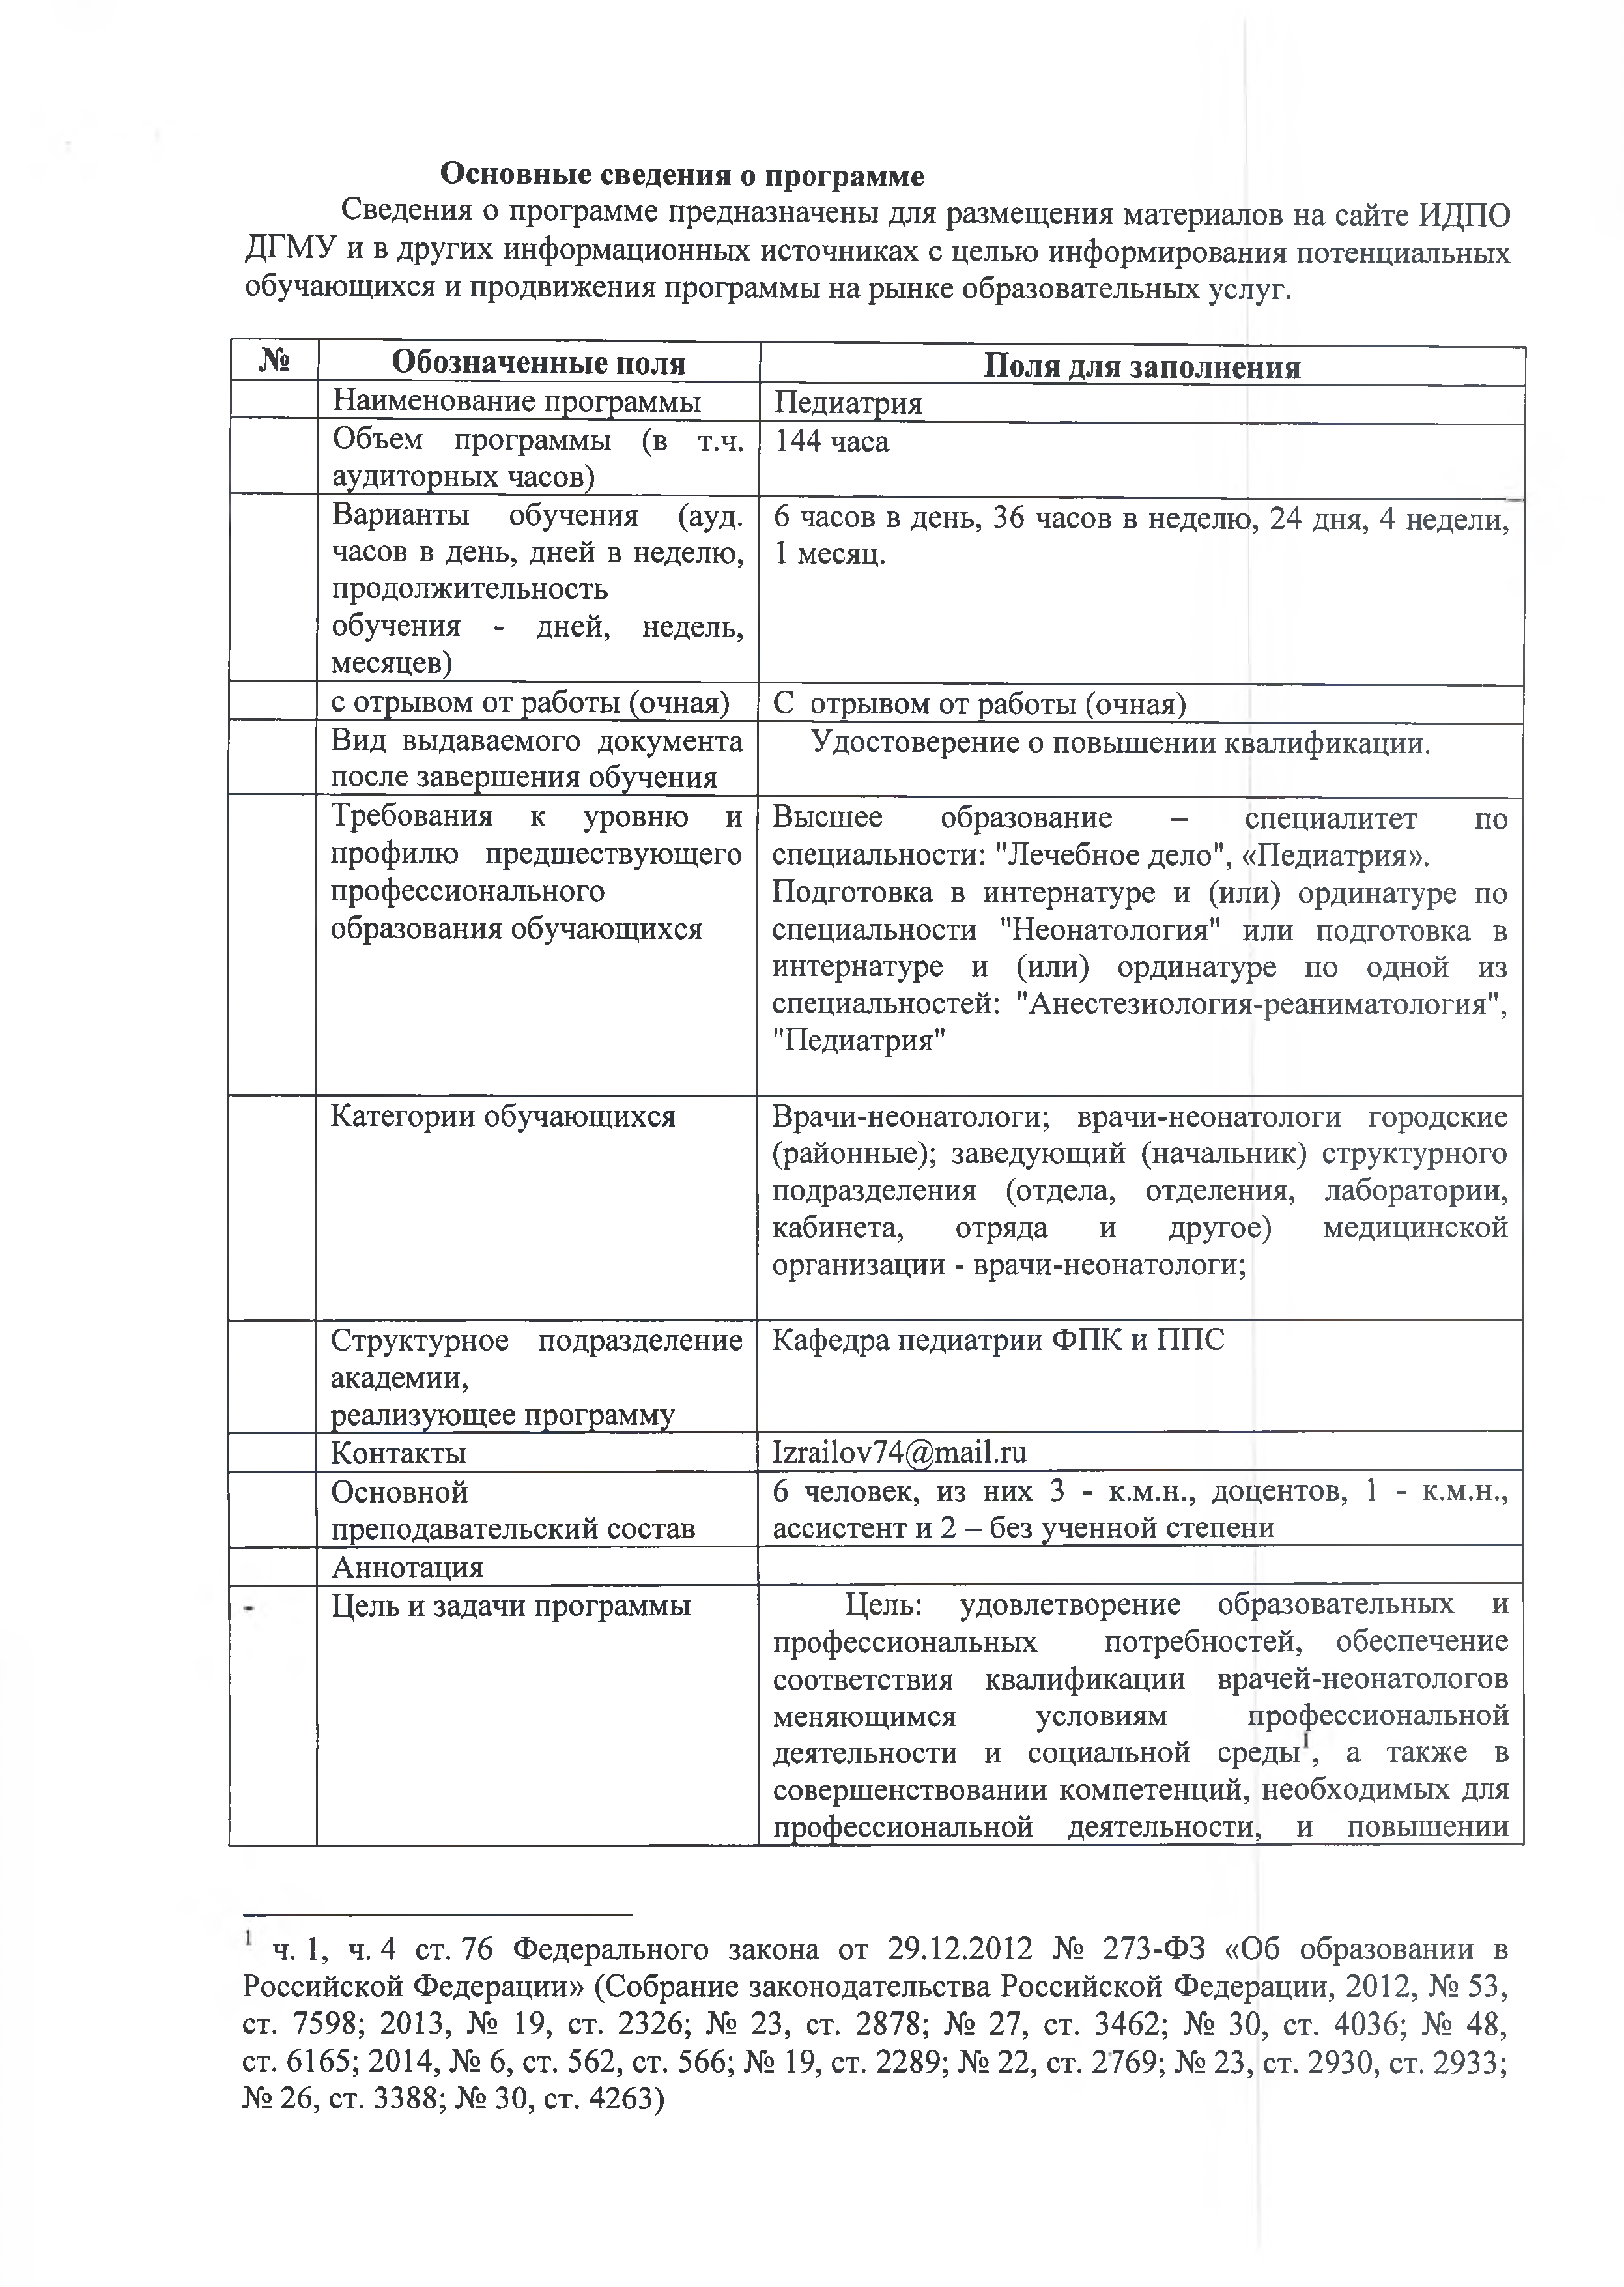 Основные сведения о программе
Сведения о программе предназначены для размещения материалов на сайте ИДПО
ДГМУ и в других информационных источниках с целью информирования потенциальных
обучающихся и продвижения программы на рынке образовательных услуг.
№
Обозначенные поля
Поля для заполнения
Наименование программы
Педиатрия
Объем программы (в т.ч.
аудиторных часов)
144 часа
Варианты обучения (ауд.
часов в день, дней в неделю,
продолжительность
обучения - дней, недель,
месяцев)
6 часов в день, 36 часов в неделю, 24 дня, 4 недели,
1 месяц.
с отрывом от работы (очная)
С отрывом от работы (очная)
Вид выдаваемого документа
после завершения обучения
Удостоверение о повышении квалификации.
Требования к уровню и
профилю предшествующего
профессионального
образования обучающихся
Высшее образование – специалитет по
специальности: "Лечебное дело", «Педиатрия».
Подготовка в интернатуре и (или) ординатуре по
специальности "Неонатология" или подготовка в
интернатуре и (или) ординатуре по одной из
специальностей: "Анестезиология-реаниматология",
"Педиатрия"
Категории обучающихся
Врачи-неонатологи; врачи-неонатологи городские
(районные); заведующий (начальник) структурного
подразделения (отдела, отделения, лаборатории,
кабинета, отряда и другое) медицинской
организации - врачи-неонатологи;
Структурное подразделение
академии,
реализующее программу
Кафедра педиатрии ФПК и ППС
Контакты
Izrailov74@mail.ru
Основной
преподавательский состав
6 человек, из них 3 - к.м.н., доцентов, 1 - к.м.н.,
ассистент и 2 – без ученной степени
Аннотация
-
Цель и задачи программы
Цель: удовлетворение образовательных и
профессиональных потребностей, обеспечение
соответствия квалификации врачей-неонатологов
меняющимся условиям профессиональной
деятельности и социальной среды¹, а также в
совершенствовании компетенций, необходимых для
профессиональной деятельности, и повышении
¹ ч. 1, ч. 4 ст. 76 Федерального закона от 29.12.2012 № 273-ФЗ «Об образовании в
Российской Федерации» (Собрание законодательства Российской Федерации, 2012, № 53,
ст. 7598; 2013, № 19, ст. 2326; № 23, ст. 2878; № 27, ст. 3462; № 30, ст. 4036; № 48,
ст. 6165; 2014, № 6, ст. 562, ст. 566; № 19, ст. 2289; № 22, ст. 2769; № 23, ст. 2930, ст. 2933;
№ 26, ст. 3388; № 30, ст. 4263)